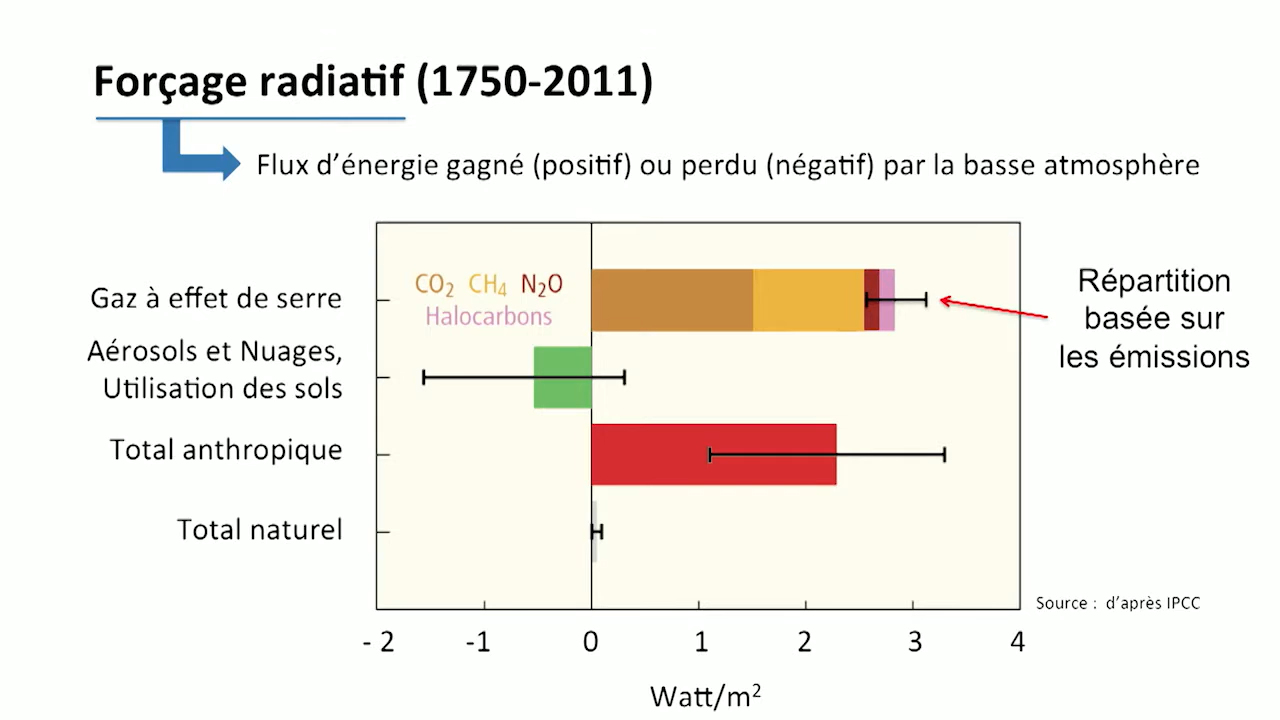 Forçage radiatif (1750-2011)
Flux d’énergie gagné (positif) ou perdu (négatif) par la basse atmosphère
CO₂ CH₄ N₂O
Halocarbons
Gaz à effet de serre
Répartition
basée sur
les émissions
Aérosols et Nuages,
Utilisation des sols
Total anthropique
Total naturel
Source : d’après IPCC
- 2 -1 0 1 2 3 4
Watt/m²